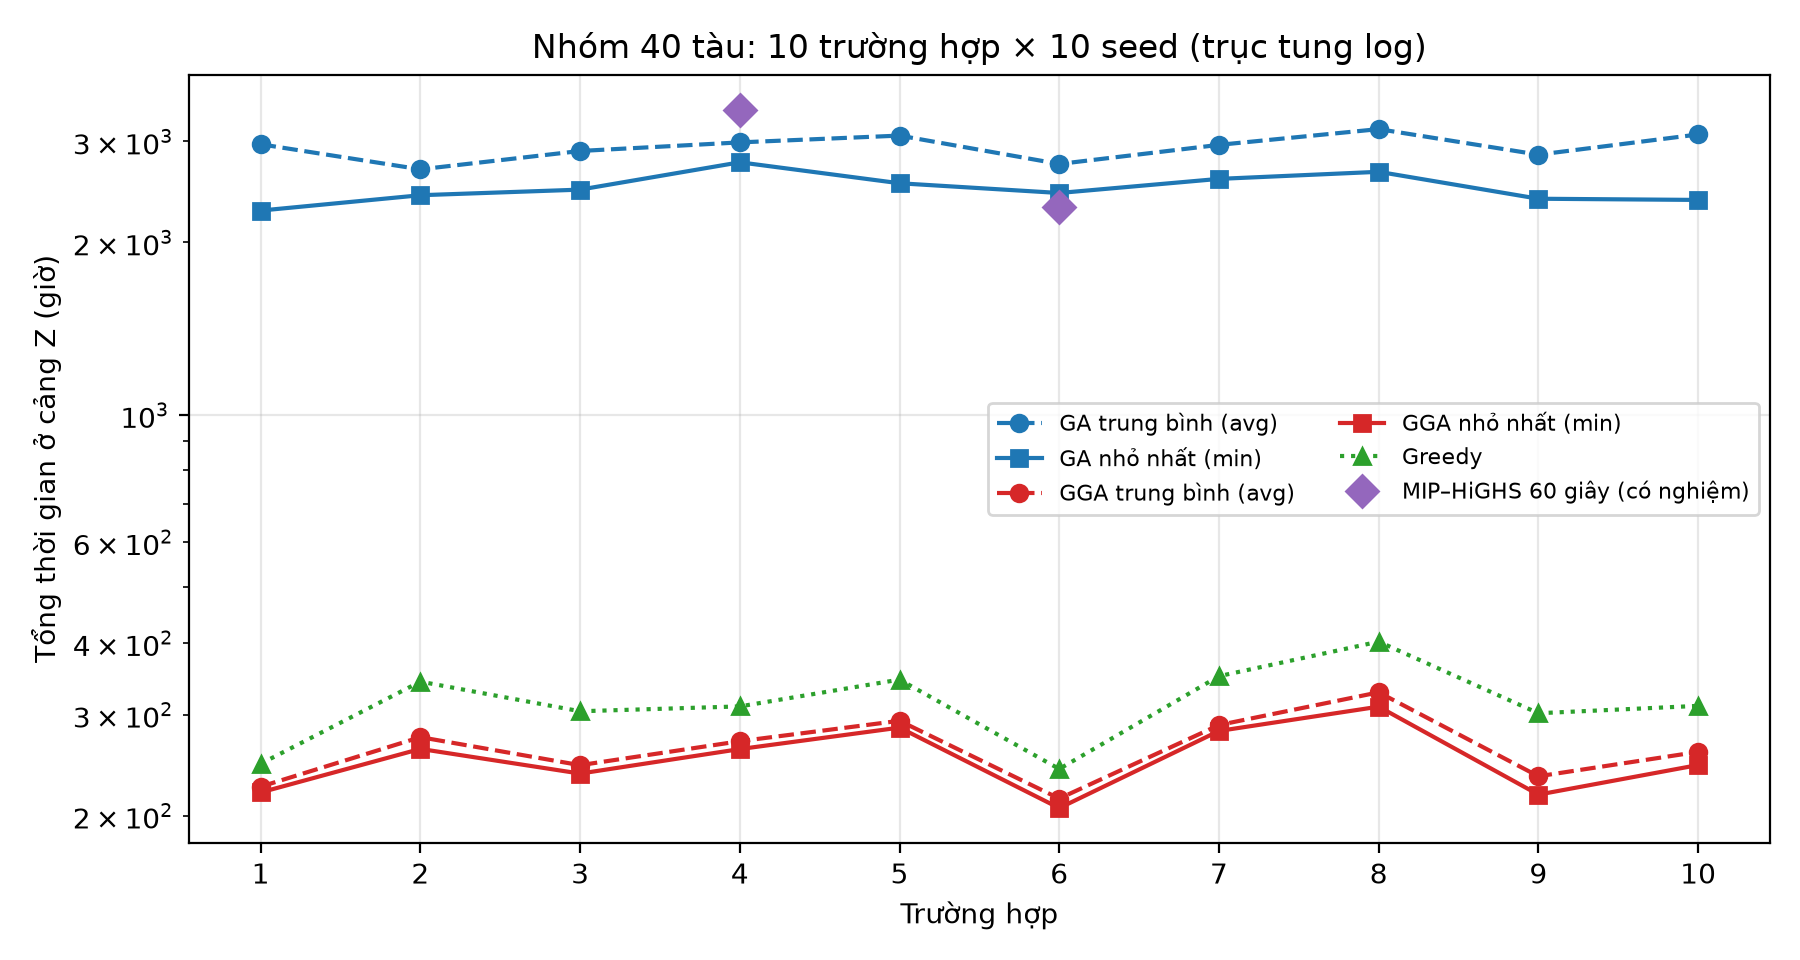 Nhóm 40 tàu: 10 trường hợp × 10 seed (trục tung log)
Tổng thời gian ở cảng Z (giờ)
3 × 10³
2 × 10³
10³
6 × 10²
4 × 10²
3 × 10²
2 × 10²
GA trung bình (avg)
GA nhỏ nhất (min)
GGA trung bình (avg)
GGA nhỏ nhất (min)
Greedy
MIP–HiGHS 60 giây (có nghiệm)
1 2 3 4 5 6 7 8 9 10
Trường hợp